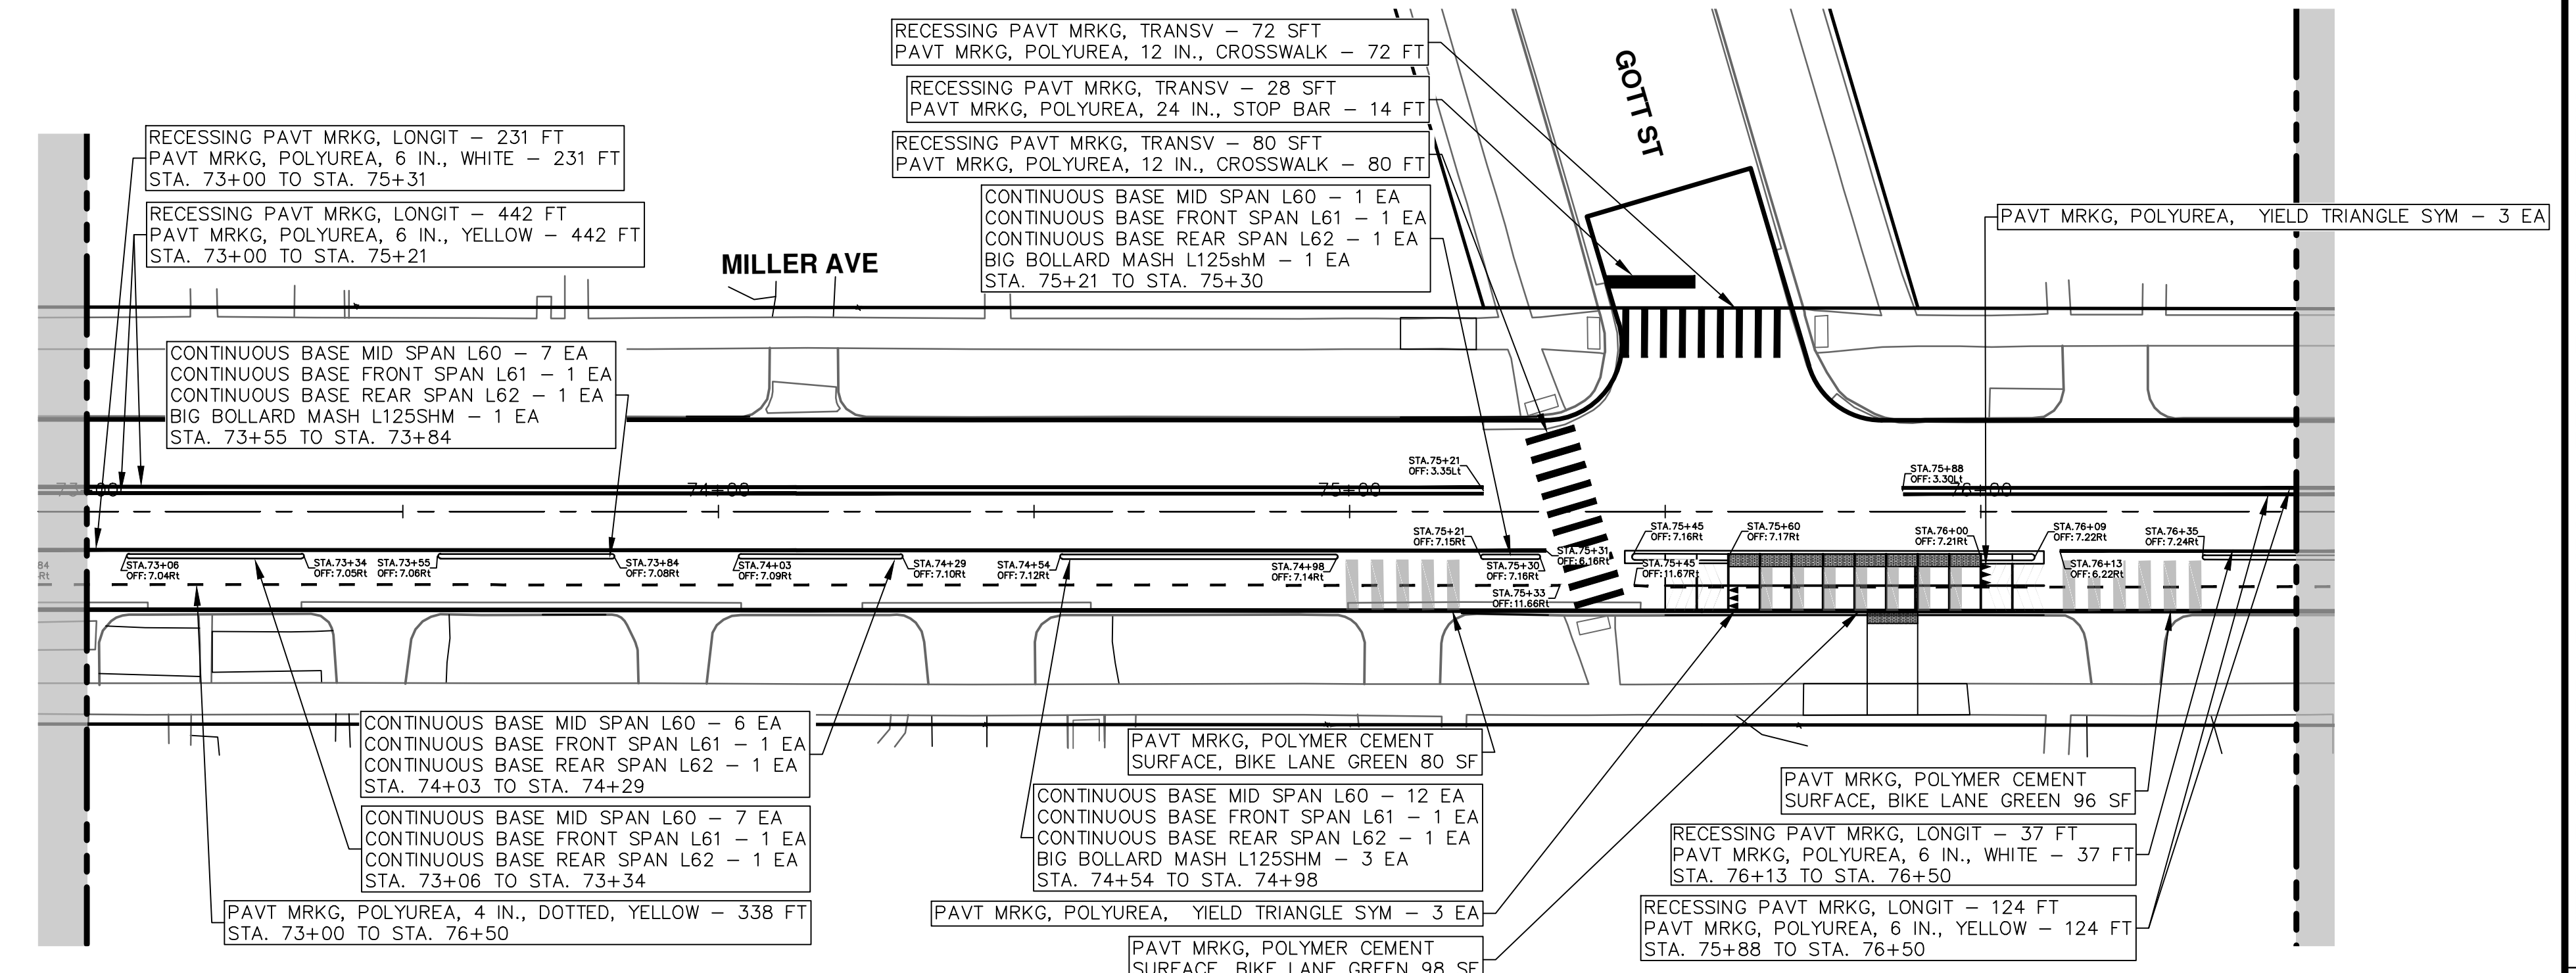 RECESSING PAVT MRKG, TRANSV – 72 SFT
PAVT MRKG, POLYUREA, 12 IN., CROSSWALK – 72 FT
RECESSING PAVT MRKG, TRANSV – 28 SFT
PAVT MRKG, POLYUREA, 24 IN., STOP BAR – 14 FT
RECESSING PAVT MRKG, TRANSV – 80 SFT
PAVT MRKG, POLYUREA, 12 IN., CROSSWALK – 80 FT
CONTINUOUS BASE MID SPAN L60 – 1 EA
CONTINUOUS BASE FRONT SPAN L61 – 1 EA
CONTINUOUS BASE REAR SPAN L62 – 1 EA
BIG BOLLARD MASH L125shM – 1 EA
STA. 75+21 TO STA. 75+30
GOTT ST
RECESSING PAVT MRKG, LONGIT – 231 FT
PAVT MRKG, POLYUREA, 6 IN., WHITE – 231 FT
STA. 73+00 TO STA. 75+31
RECESSING PAVT MRKG, LONGIT – 442 FT
PAVT MRKG, POLYUREA, 6 IN., YELLOW – 442 FT
STA. 73+00 TO STA. 75+21
MILLER AVE
PAVT MRKG, POLYUREA, YIELD TRIANGLE SYM – 3 EA
CONTINUOUS BASE MID SPAN L60 – 7 EA
CONTINUOUS BASE FRONT SPAN L61 – 1 EA
CONTINUOUS BASE REAR SPAN L62 – 1 EA
BIG BOLLARD MASH L125SHM – 1 EA
STA. 73+55 TO STA. 73+84
73+00
74+00
75+00
76+00
STA.75+21
OFF: 3.35Lt
STA.75+88
OFF: 3.30Lt
84
Rt
STA.73+06
OFF: 7.04Rt
STA.73+34
OFF: 7.05Rt
STA.73+55
OFF: 7.06Rt
STA.73+84
OFF: 7.08Rt
STA.74+03
OFF: 7.09Rt
STA.74+29
OFF: 7.10Rt
STA.74+54
OFF: 7.12Rt
STA.74+98
OFF: 7.14Rt
STA.75+21
OFF: 7.15Rt
STA.75+30
OFF: 7.16Rt
STA.75+31
OFF: 6.16Rt
STA.75+33
OFF: 11.66Rt
STA.75+45
OFF: 7.16Rt
STA.75+45
OFF: 11.67Rt
STA.75+60
OFF: 7.17Rt
STA.76+00
OFF: 7.21Rt
STA.76+09
OFF: 7.22Rt
STA.76+13
OFF: 6.22Rt
STA.76+35
OFF: 7.24Rt
CONTINUOUS BASE MID SPAN L60 – 6 EA
CONTINUOUS BASE FRONT SPAN L61 – 1 EA
CONTINUOUS BASE REAR SPAN L62 – 1 EA
STA. 74+03 TO STA. 74+29
CONTINUOUS BASE MID SPAN L60 – 7 EA
CONTINUOUS BASE FRONT SPAN L61 – 1 EA
CONTINUOUS BASE REAR SPAN L62 – 1 EA
STA. 73+06 TO STA. 73+34
PAVT MRKG, POLYUREA, 4 IN., DOTTED, YELLOW – 338 FT
STA. 73+00 TO STA. 76+50
PAVT MRKG, POLYMER CEMENT
SURFACE, BIKE LANE GREEN 80 SF
CONTINUOUS BASE MID SPAN L60 – 12 EA
CONTINUOUS BASE FRONT SPAN L61 – 1 EA
CONTINUOUS BASE REAR SPAN L62 – 1 EA
BIG BOLLARD MASH L125SHM – 3 EA
STA. 74+54 TO STA. 74+98
PAVT MRKG, POLYUREA, YIELD TRIANGLE SYM – 3 EA
PAVT MRKG, POLYMER CEMENT
SURFACE, BIKE LANE GREEN 98 SF
PAVT MRKG, POLYMER CEMENT
SURFACE, BIKE LANE GREEN 96 SF
RECESSING PAVT MRKG, LONGIT – 37 FT
PAVT MRKG, POLYUREA, 6 IN., WHITE – 37 FT
STA. 76+13 TO STA. 76+50
RECESSING PAVT MRKG, LONGIT – 124 FT
PAVT MRKG, POLYUREA, 6 IN., YELLOW – 124 FT
STA. 75+88 TO STA. 76+50